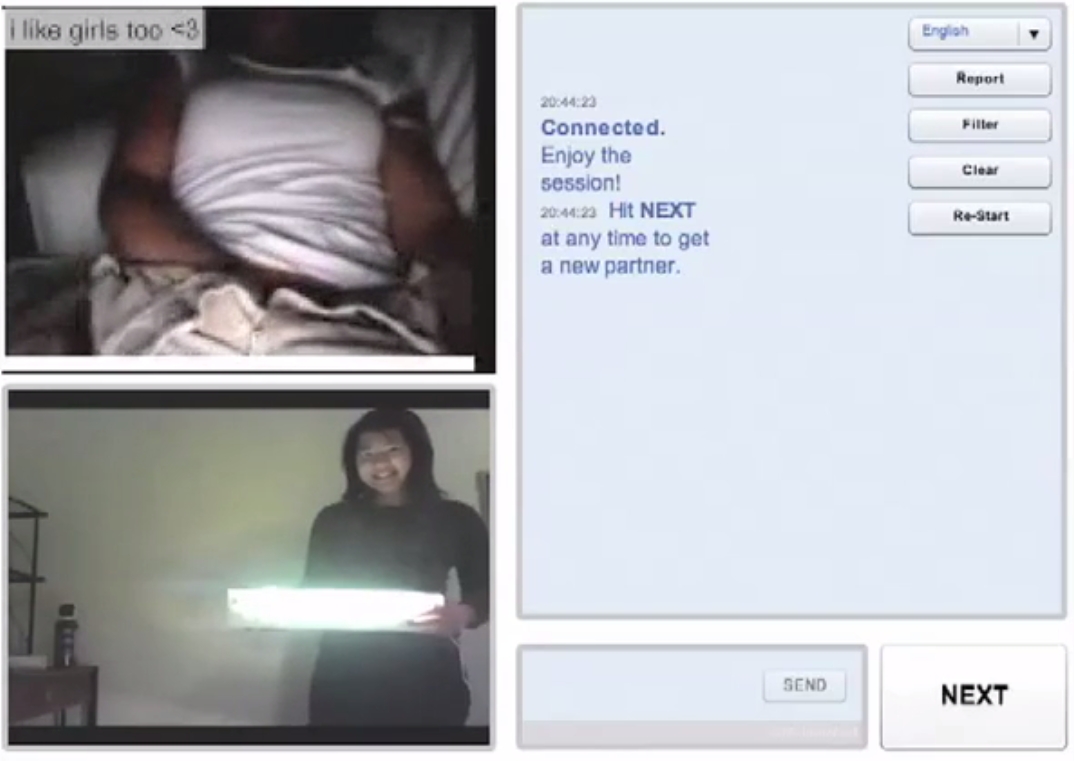 i like girls too <3
20:44:23
Connected.
Enjoy the
session!
20:44:23 Hit NEXT
at any time to get
a new partner.
English
Report
Filter
Clear
Re-Start
SEND
NEXT